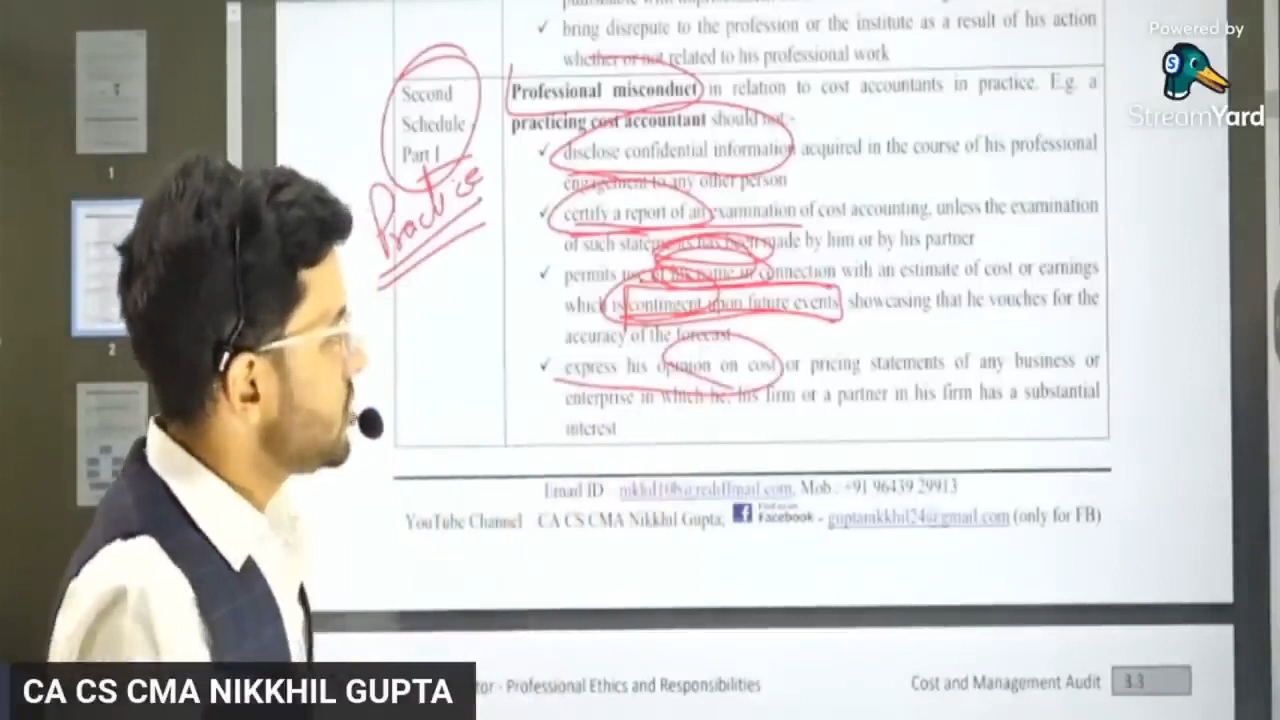 bring disrepute to the profession or the institute as a result of his action
whether or not related to his professional work
Second
Schedule -
Part I
Practice
Professional misconduct in relation to cost accountants in practice. E.g. a
practicing cost accountant should not -
disclose confidential information acquired in the course of his professional
engagement to any other person
certify a report of an examination of cost accounting, unless the examination
of such statements has been made by him or by his partner
permits use of his name in connection with an estimate of cost or earnings
which is contingent upon future events, showcasing that he vouches for the
accuracy of the forecast
express his opinion on cost or pricing statements of any business or
enterprise in which he, his firm or a partner in his firm has a substantial
interest
Email ID - Mob : +91 96439 29913
YouTube Channel CA CS CMA Nikkhil Gupta, Facebook - guptanikkhil24@gmail.com (only for FB)
Professional Ethics and Responsibilities
Cost and Management Audit 3.3
1
2
Powered by
S
StreamYard
CA CS CMA NIKKHIL GUPTA